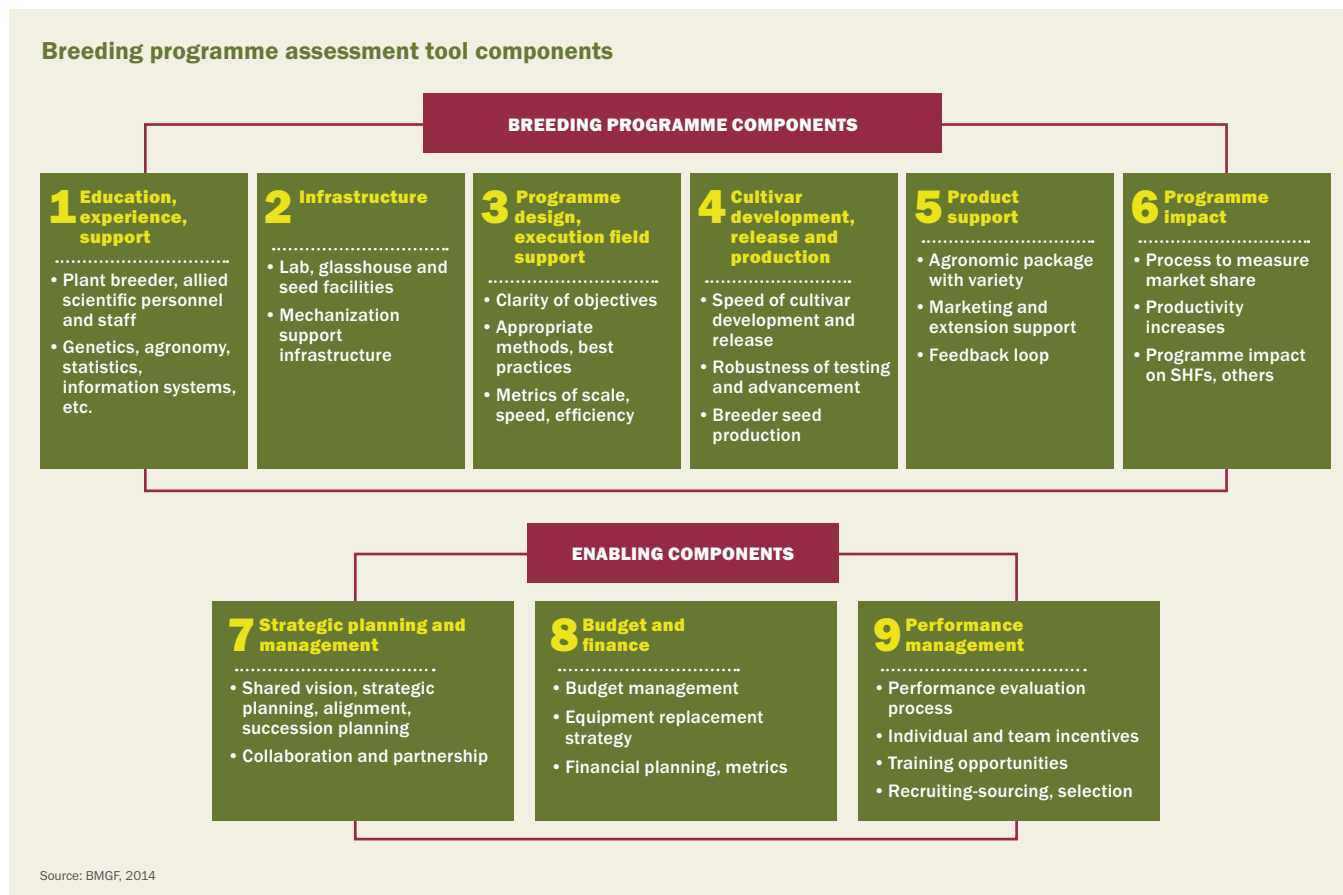 Breeding programme assessment tool components
BREEDING PROGRAMME COMPONENTS
1 Education,
experience,
support
• Plant breeder, allied
scientific personnel
and staff
• Genetics, agronomy,
statistics,
information systems,
etc.
2 Infrastructure
• Lab, glasshouse and
seed facilities
• Mechanization
support
infrastructure
3 Programme
design,
execution field
support
• Clarity of objectives
• Appropriate
methods, best
practices
• Metrics of scale,
speed, efficiency
4 Cultivar
development,
release and
production
• Speed of cultivar
development and
release
• Robustness of testing
and advancement
• Breeder seed
production
5 Product
support
• Agronomic package
with variety
• Marketing and
extension support
• Feedback loop
6 Programme
impact
• Process to measure
market share
• Productivity
increases
• Programme impact
on SHFs, others
ENABLING COMPONENTS
7 Strategic planning and
management
• Shared vision, strategic
planning, alignment,
succession planning
• Collaboration and partnership
8 Budget and
finance
• Budget management
• Equipment replacement
strategy
• Financial planning, metrics
9 Performance
management
• Performance evaluation
process
• Individual and team incentives
• Training opportunities
• Recruiting-sourcing, selection
Source: BMGF, 2014